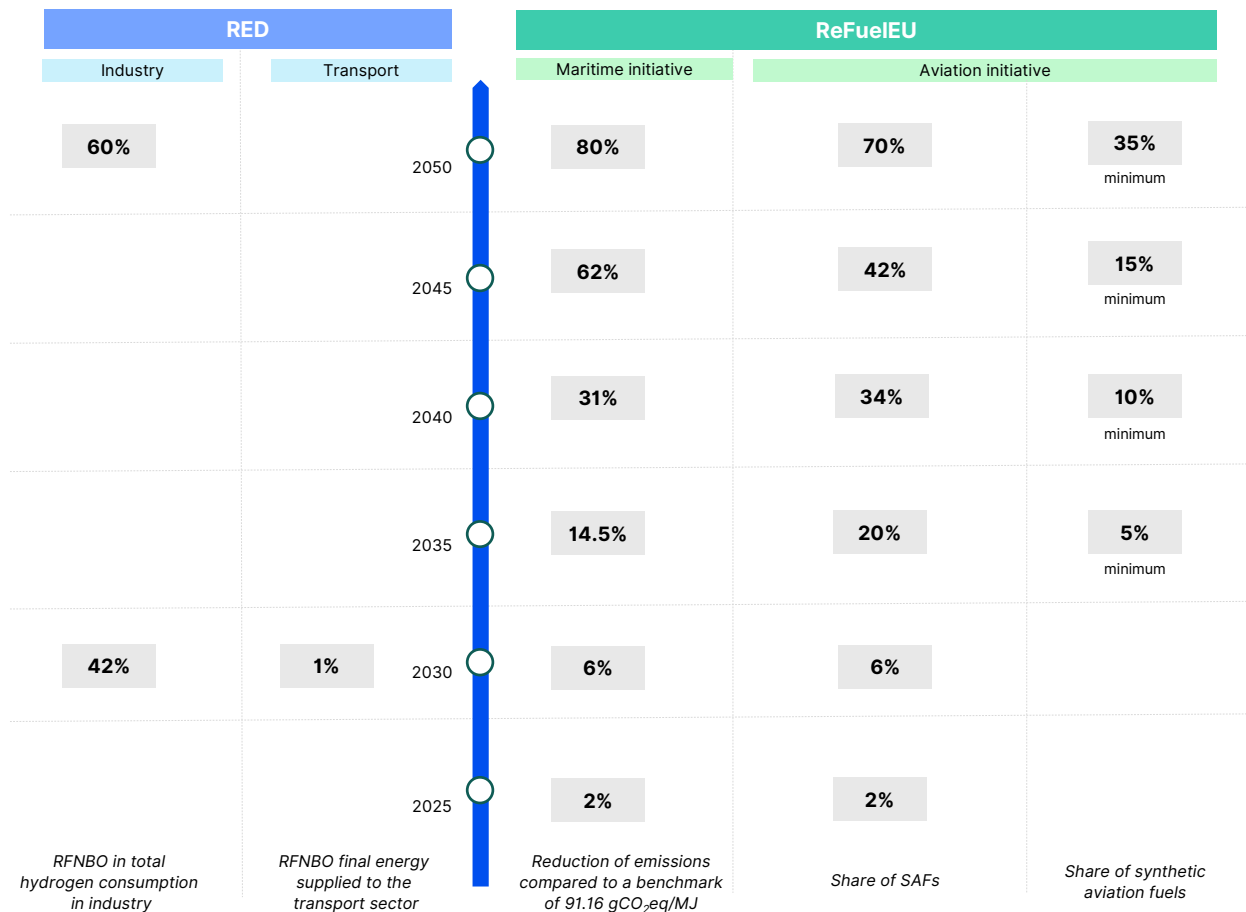 RED
ReFuelEU
Industry
Transport
Maritime initiative
Aviation initiative
60%
2050
80%
70%
35%
minimum
2045
62%
42%
15%
minimum
2040
31%
34%
10%
minimum
2035
14.5%
20%
5%
minimum
42%
1%
2030
6%
6%
2025
2%
2%
RFNBO in total
hydrogen consumption
in industry
RFNBO final energy
supplied to the
transport sector
Reduction of emissions
compared to a benchmark
of 91.16 gCO₂eq/MJ
Share of SAFs
Share of synthetic
aviation fuels